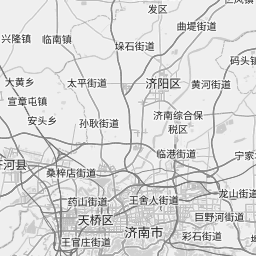 发区
兴隆镇
临南镇
垛石街道
曲堤街道
码头镇
大黄乡
太平街道
济阳区
黄河街道
宣章屯镇
济南综合保
税区
安头乡
孙耿街道
临港街道
齐河县
桑梓店街道
龙山街道
药山街道
王舍人街道
天桥区
巨野河街道
济南市
王官庄街道
彩石街道